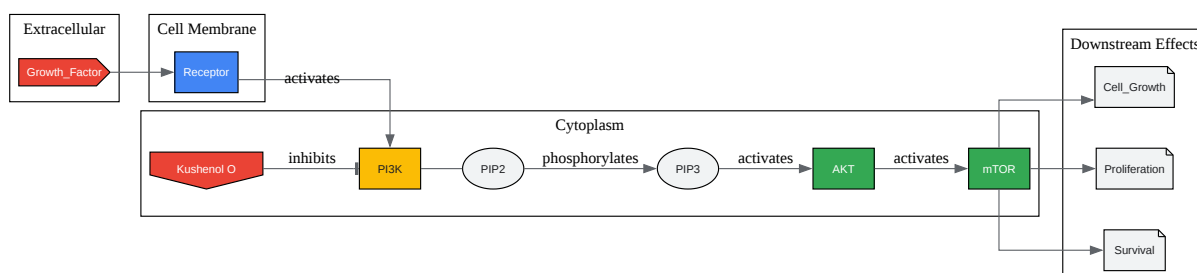 Extracellular
Cell Membrane
Downstream Effects
Growth_Factor
Receptor
activates
Cell_Growth
Cytoplasm
Kushenol O
inhibits
PI3K
PIP2
phosphorylates
PIP3
activates
AKT
activates
mTOR
Proliferation
Survival